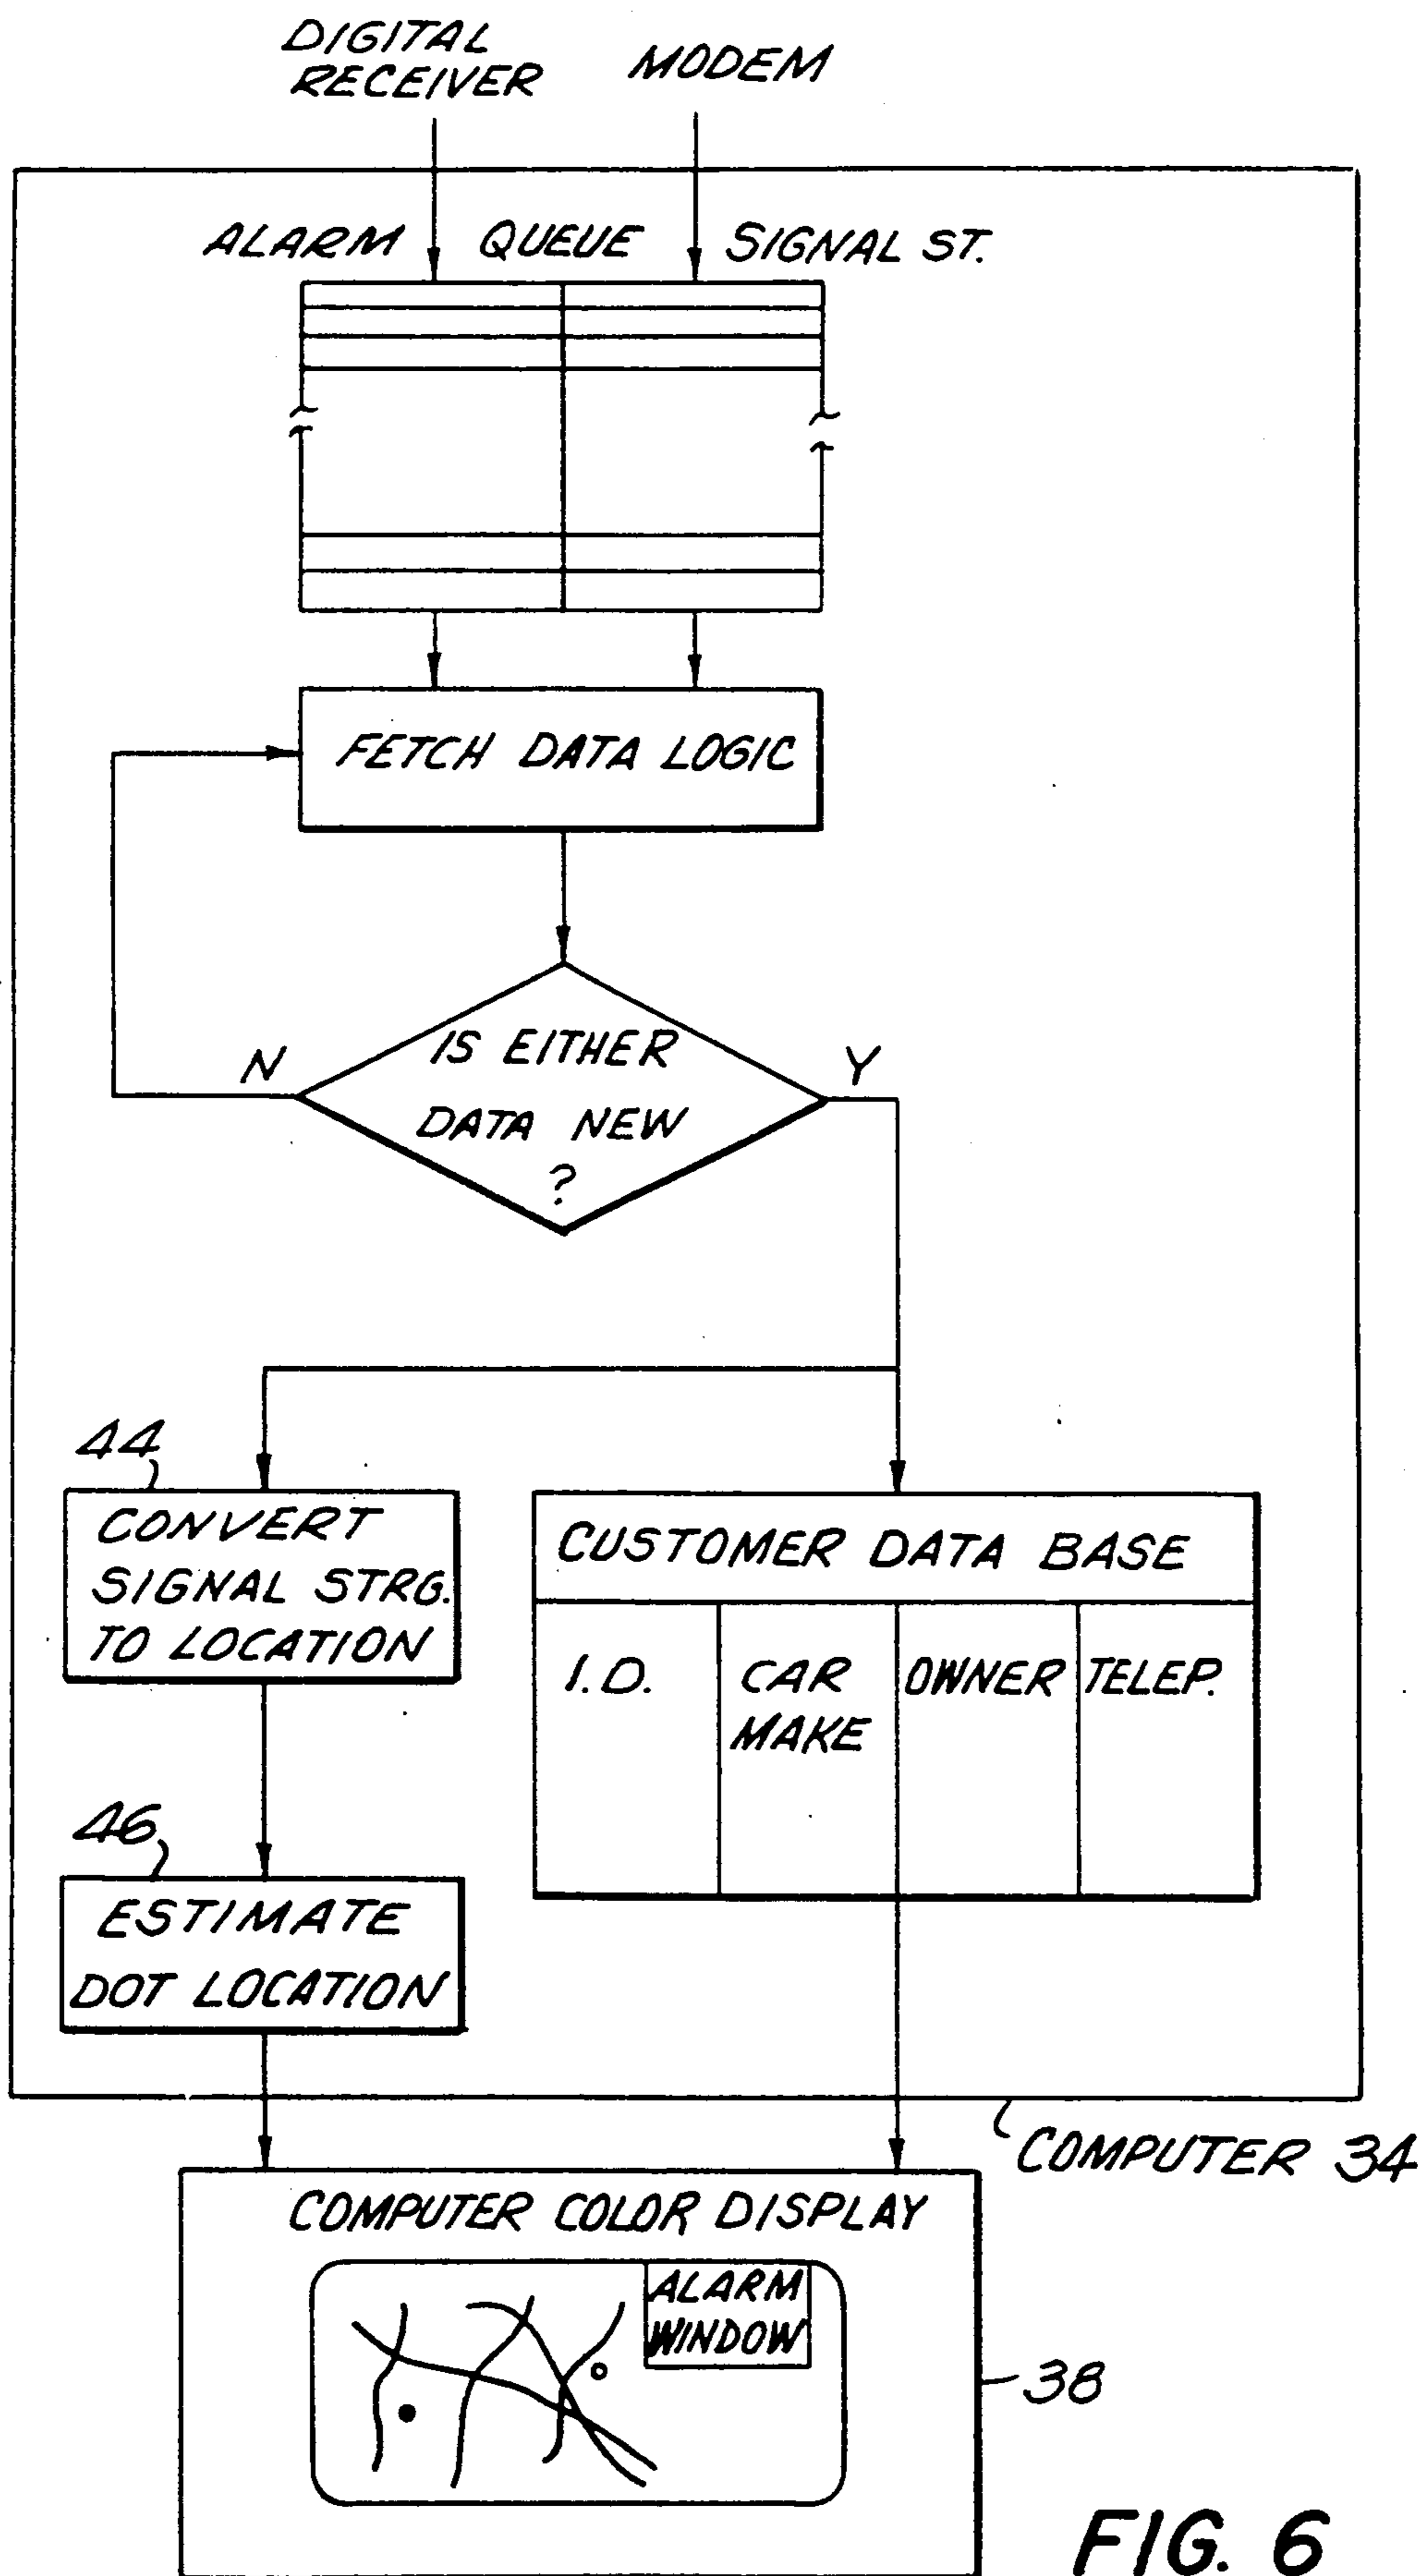 DIGITAL
RECEIVER
MODEM
ALARM QUEUE SIGNAL ST.
FETCH DATA LOGIC
N
IS EITHER
DATA NEW
?
Y
44
CONVERT
SIGNAL STRG.
TO LOCATION
CUSTOMER DATA BASE
I.D.
CAR
MAKE
OWNER
TELEP.
46
ESTIMATE
DOT LOCATION
COMPUTER 34
COMPUTER COLOR DISPLAY
ALARM
WINDOW
38
FIG. 6